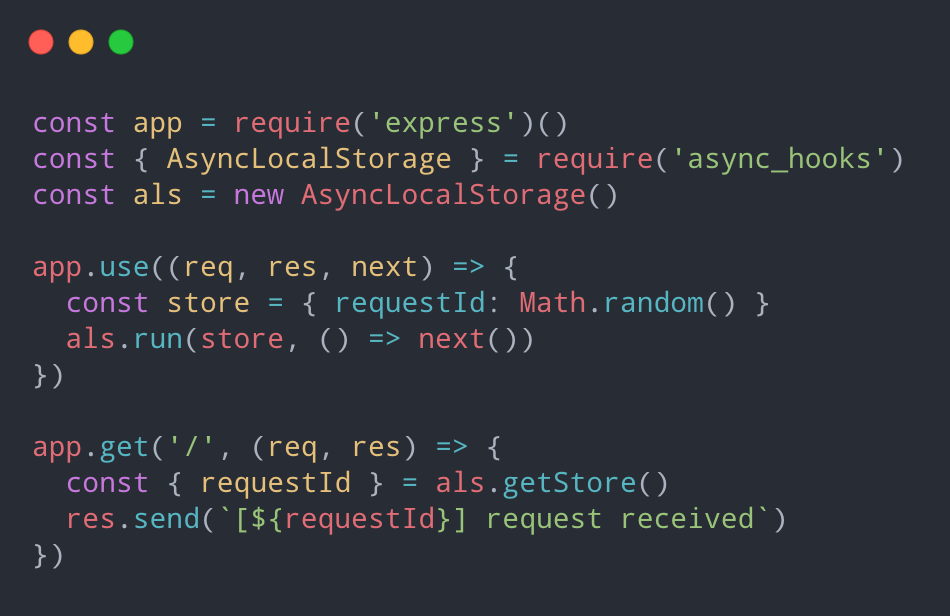 const app = require('express')()
const { AsyncLocalStorage } = require('async_hooks')
const als = new AsyncLocalStorage()

app.use((req, res, next) => {
  const store = { requestId: Math.random() }
  als.run(store, () => next())
})

app.get('/', (req, res) => {
  const { requestId } = als.getStore()
  res.send(`[${requestId}] request received`)
})